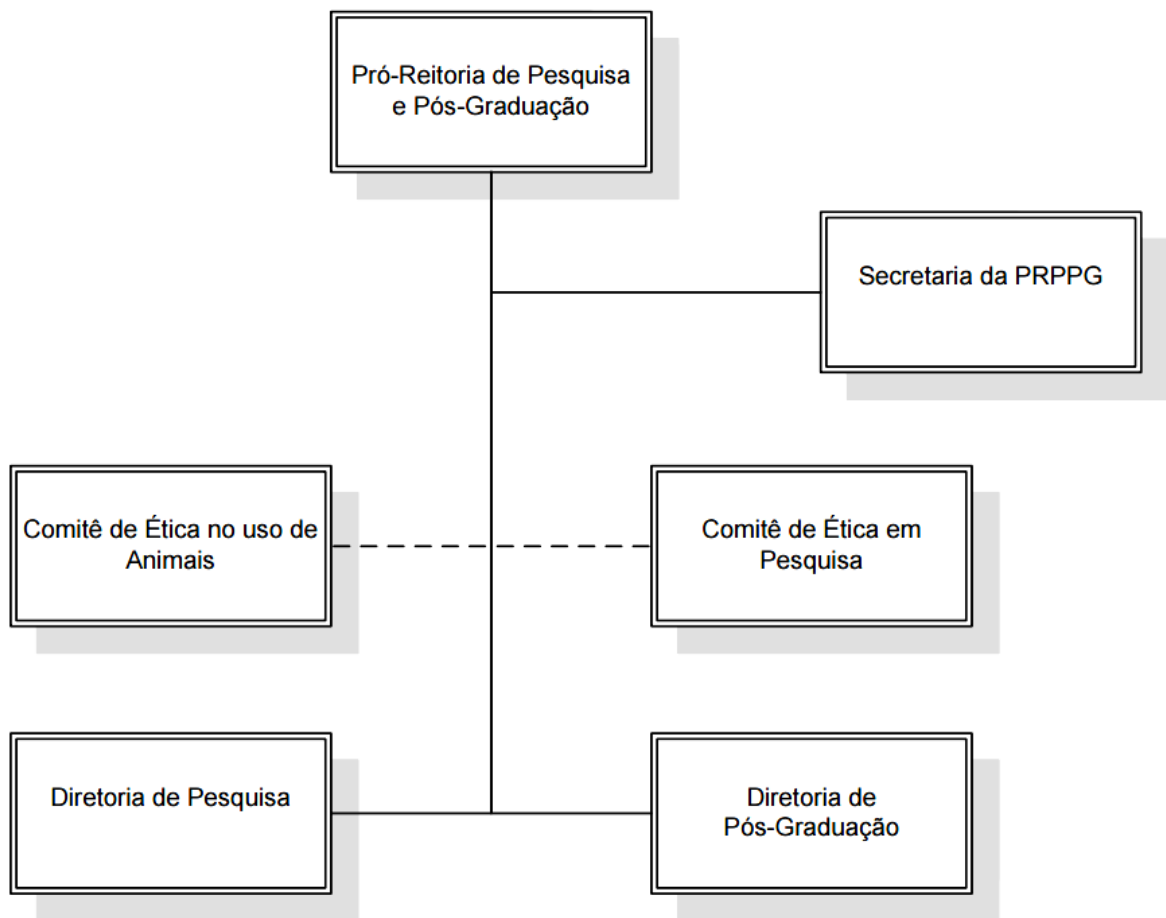 Pró-Reitoria de Pesquisa
e Pós-Graduação
Secretaria da PRPPG
Comitê de Ética no uso de
Animais
Comitê de Ética em
Pesquisa
Diretoria de Pesquisa
Diretoria de
Pós-Graduação